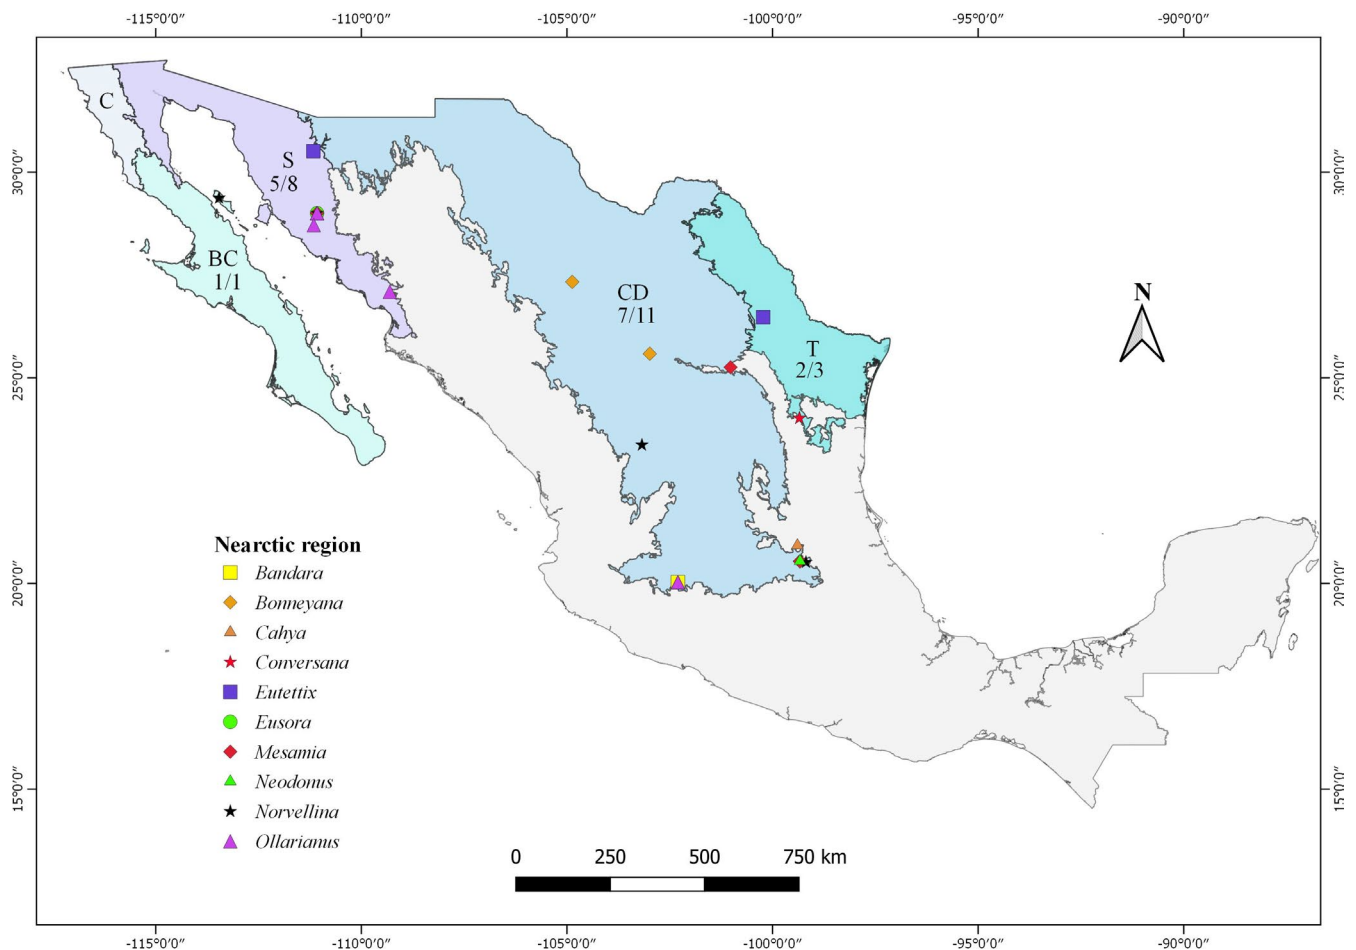 -115°0'0" -110°0'0" -105°0'0" -100°0'0" -95°0'0" -90°0'0"
30°0'0"
25°0'0"
20°0'0"
15°0'0"
30°0'0"
25°0'0"
20°0'0"
15°0'0"
C
S
5/8
BC
1/1
CD
7/11
T
2/3
N
Nearctic region
Bandara
Bonneyana
Cahya
Conversana
Eutettix
Eusora
Mesamia
Neodonus
Norvellina
Ollarianus
0 250 500 750 km
-115°0'0" -110°0'0" -105°0'0" -100°0'0" -95°0'0" -90°0'0"